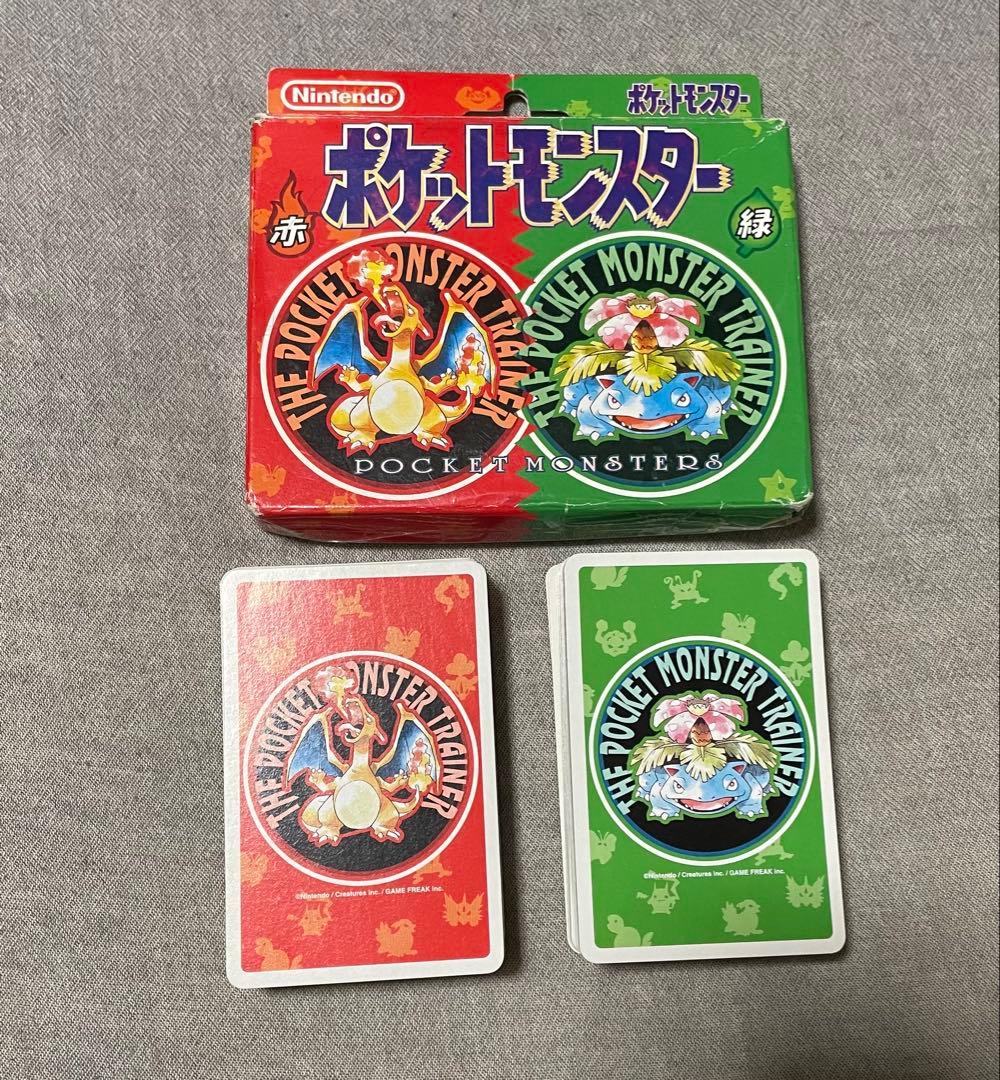 Nintendo
ポケットモンスター
ポケットモンスター
赤
緑
THE POCKET MONSTER TRAINER
THE POCKET MONSTER TRAINER
POCKET MONSTERS
THE POCKET MONSTER TRAINER
©Nintendo / Creatures inc. / GAME FREAK inc.
THE POCKET MONSTER TRAINER
©Nintendo / Creatures inc. / GAME FREAK inc.